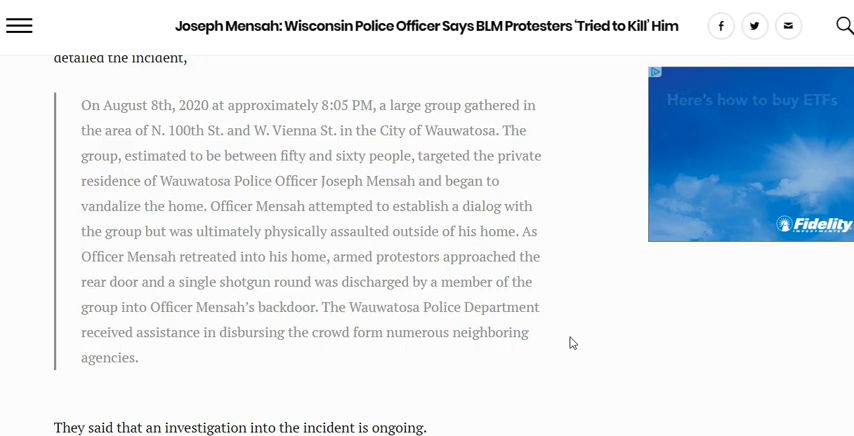 Joseph Mensah: Wisconsin Police Officer Says BLM Protesters 'Tried to Kill' Him
detailed the incident,
On August 8th, 2020 at approximately 8:05 PM, a large group gathered in
the area of N. 100th St. and W. Vienna St. in the City of Wauwatosa. The
group, estimated to be between fifty and sixty people, targeted the private
residence of Wauwatosa Police Officer Joseph Mensah and began to
vandalize the home. Officer Mensah attempted to establish a dialog with
the group but was ultimately physically assaulted outside of his home. As
Officer Mensah retreated into his home, armed protestors approached the
rear door and a single shotgun round was discharged by a member of the
group into Officer Mensah's backdoor. The Wauwatosa Police Department
received assistance in disbursing the crowd form numerous neighboring
agencies.
They said that an investigation into the incident is ongoing.
Here's how to buy ETFs
Fidelity
INVESTMENTS